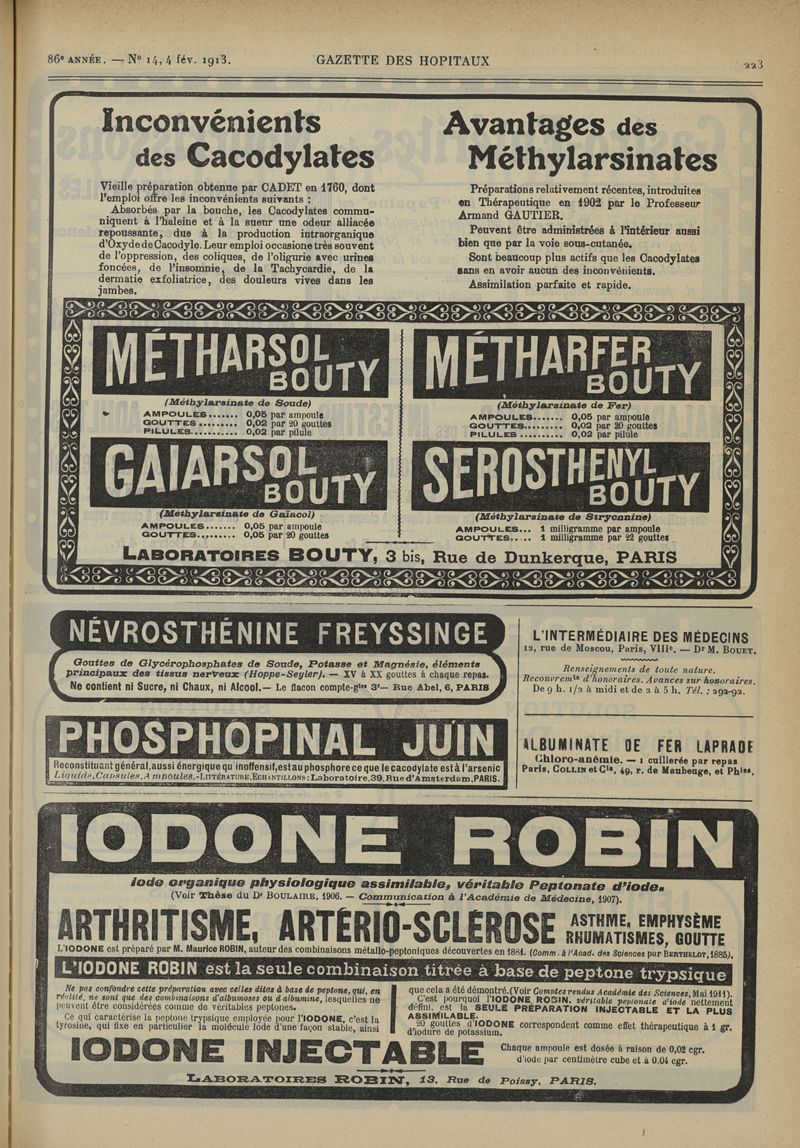 86e ANNÉE. — No 14, 4 fév. 1913.
GAZETTE DES HOPITAUX
223
Inconvénients
des Cacodylates
Vieille préparation obtenue par CADET en 1760, dont
l'emploi offre les inconvénients suivants :
Absorbés par la bouche, les Cacodylates commu-
niquent à l'haleine et à la sueur une odeur alliacée
repoussante, due à la production intraorganique
d'Oxyde de Cacodyle. Leur emploi occasione très souvent
de l'oppression, des coliques, de l'oligurie avec urines
foncées, de l'insomnie, de la Tachycardie, de la
dermatie exfoliatrice, des douleurs vives dans les
jambes.
Avantages des
Méthylarsinates
Préparations relativement récentes, introduites
en Thérapeutique en 1902 par le Professeur
Armand GAUTIER.
Peuvent être administrées à l'intérieur aussi
bien que par la voie sous-cutanée.
Sont beaucoup plus actifs que les Cacodylates
sans en avoir aucun des inconvénients.
Assimilation parfaite et rapide.
MÉTHARSOL
BOUTY
(Méthylarsinate de Soude)
AMPOULES....... 0,05 par ampoule
GOUTTES......... 0,02 par 20 gouttes
PILULES........... 0,02 par pilule
MÉTHARFER
BOUTY
(Méthylarsinate de Fer)
AMPOULES....... 0,05 par ampoule
GOUTTES......... 0,02 par 20 gouttes
PILULES .......... 0,02 par pilule
GAIARSOL
BOUTY
(Méthylarsinate de Gaïacol)
AMPOULES....... 0,05 par ampoule
GOUTTES......... 0,05 par 20 gouttes
SEROSTHENYL
BOUTY
(Méthylarsinate de Strycnnine)
AMPOULES... 1 milligramme par ampoule
GOUTTES..... 1 milligramme par 22 gouttes
LABORATOIRES BOUTY, 3 bis, Rue de Dunkerque, PARIS
NÉVROSTHÉNINE FREYSSINGE
Gouttes de Glycérophosphates de Soude, Potasse et Magnésie, éléments
principaux des tissus nerveux (Hoppe-Seyler). — XV à XX gouttes à chaque repas.
Ne contient ni Sucre, ni Chaux, ni Alcool.— Le flacon compte-gttes 3f— Rue Abel, 6, PARIS
L'INTERMÉDIAIRE DES MÉDECINS
12, rue de Moscou, Paris, VIIIe. — Dr M. BOUET.
Renseignements de toute nature.
Recouvremts d'honoraires. Avances sur honoraires.
De 9 h. 1/2 à midi et de 2 à 5 h. Tél. : 292-92.
PHOSPHOPINAL JUIN
Reconstituant général, aussi énergique qu'inoffensif, est au phosphore ce que le cacodylate est à l'arsenic
Liquide, Capsules, Ampoules.-LITTÉRATURE, ECHANTILLONS: Laboratoire, 39, Rue d'Amsterdam, PARIS.
ALBUMINATE DE FER LAPRADE
Chloro-anémie. — 1 cuillerée par repas
Paris, COLLIN et Cie, 49, r. de Maubeuge, et Phies.
IODONE ROBIN
Iode organique physiologique assimilable, véritable Peptonate d'iode.
(Voir Thèse du Dr BOULAIRE, 1906. — Communication à l'Académie de Médecine, 1907).
ARTHRITISME, ARTÉRIO-SCLÉROSE
ASTHME, EMPHYSÈME
RHUMATISMES, GOUTTE
L'IODONE est préparé par M. Maurice ROBIN, auteur des combinaisons métallo-peptoniques découvertes en 1881. (Comm. à l'Acad. des Sciences par BERTHELOT, 1885).
L'IODONE ROBIN est la seule combinaison titrée à base de peptone trypsique
Ne pas confondre cette préparation avec celles dites à base de peptone, qui, en
réalité, ne sont que des combinaisons d'albumoses ou d'albumine, lesquelles ne
peuvent être considérées comme de véritables peptones.
Ce qui caractérise la peptone trypsique employée pour l'IODONE, c'est la
tyrosine, qui fixe en particulier la molécule Iode d'une façon stable, ainsi
que cela a été démontré. (Voir Comptes rendus Académie des Sciences, Mai 1911).
C'est pourquoi l'IODONE ROBIN, véritable peptonate d'iode nettement
défini, est la SEULE PRÉPARATION INJECTABLE ET LA PLUS
ASSIMILABLE.
20 gouttes d'IODONE correspondent comme effet thérapeutique à 1 gr.
d'iodure de potassium.
IODONE INJECTABLE
Chaque ampoule est dosée à raison de 0,02 cgr.
d'iode par centimètre cube et à 0.04 cgr.
LABORATOIRES ROBIN, 13, Rue de Poissy, PARIS.